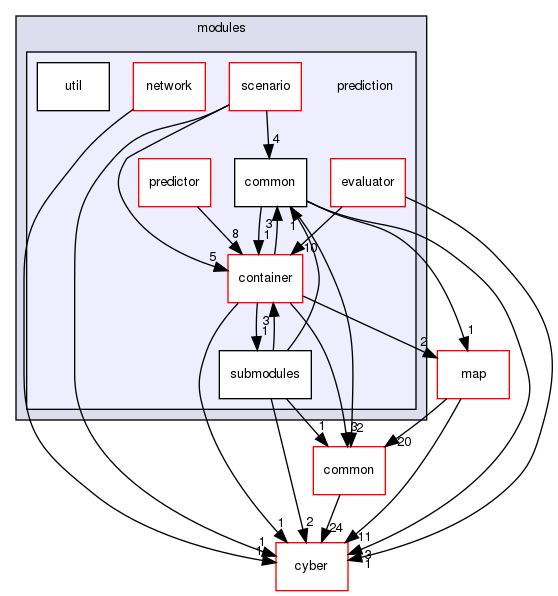 modules
util
network
scenario
prediction
4
predictor
common
evaluator
8
3
1
1
10
5
container
3
1
2
1
submodules
map
1
3
2
20
common
1
2
24
11
1
1
3
1
cyber